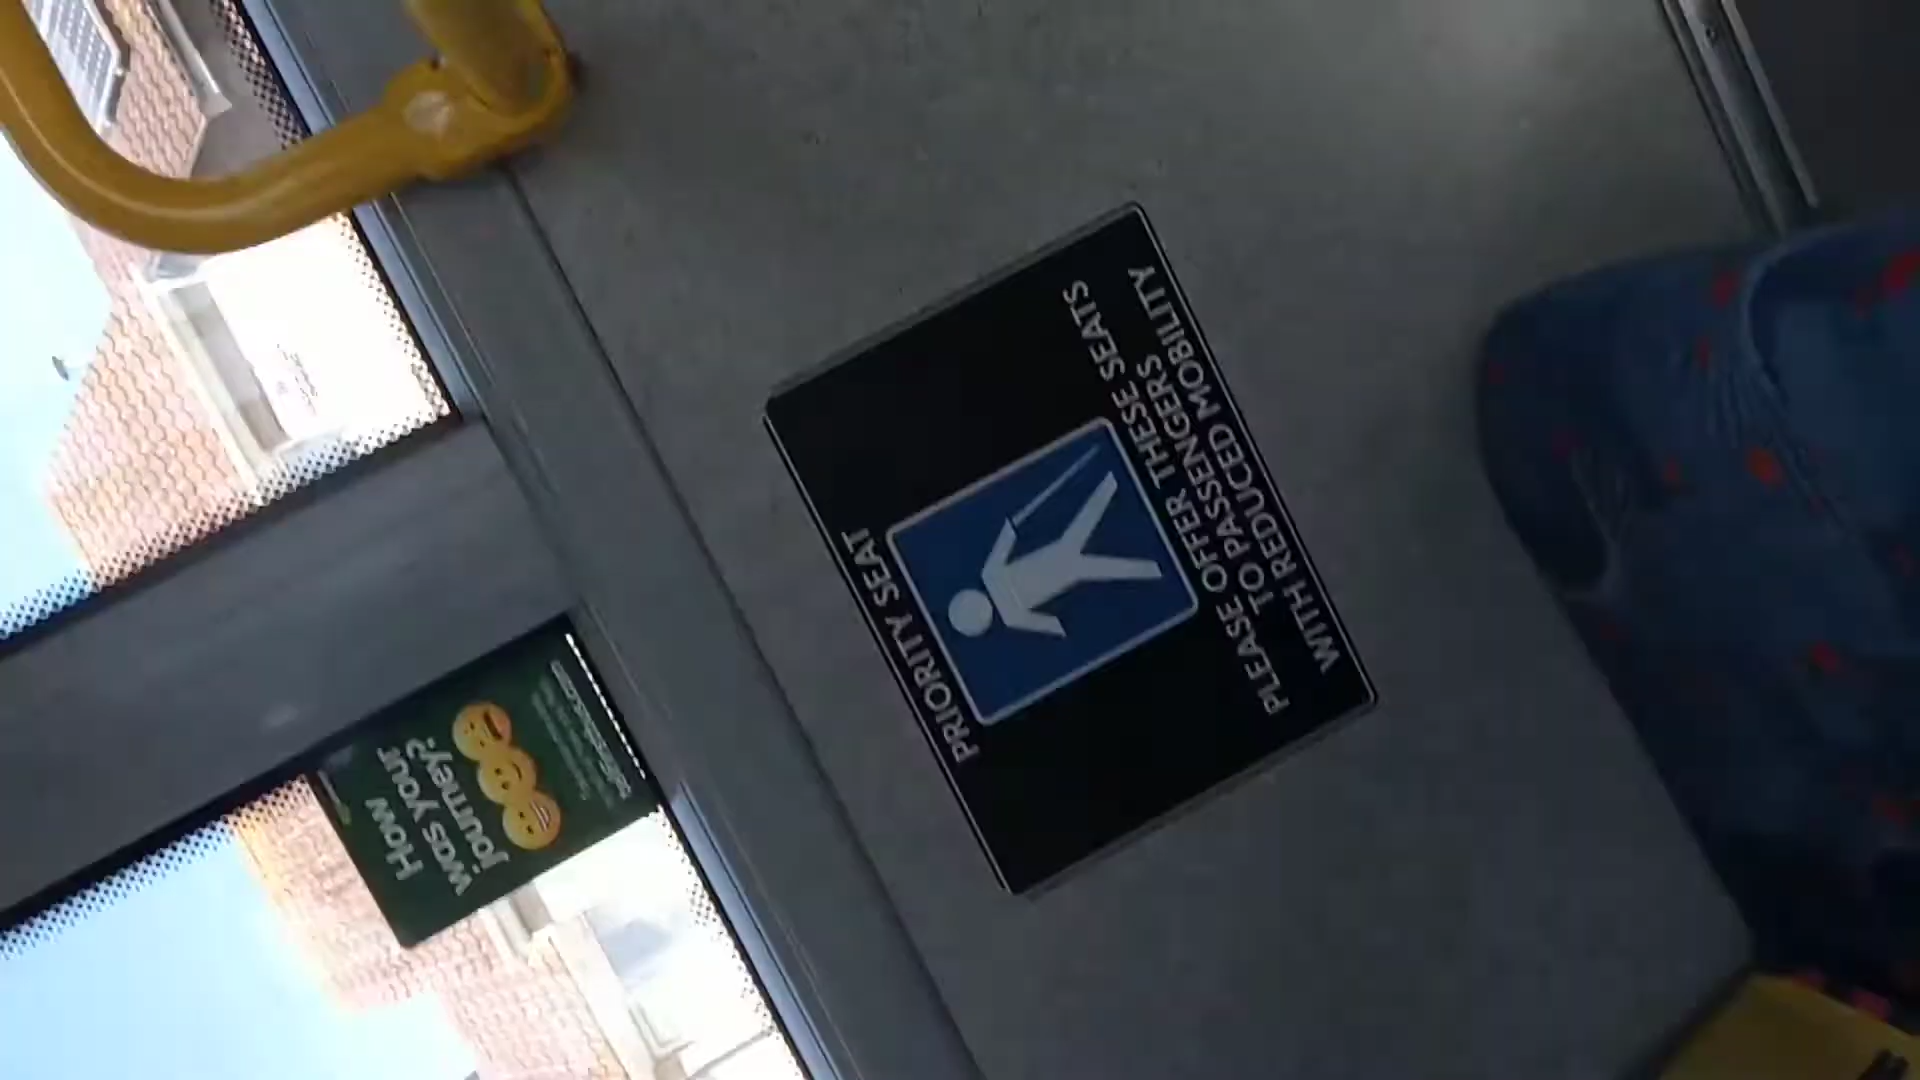 PRIORITY SEAT
PLEASE OFFER THESE SEATS
TO PASSENGERS
WITH REDUCED MOBILITY
How
was your
journey?